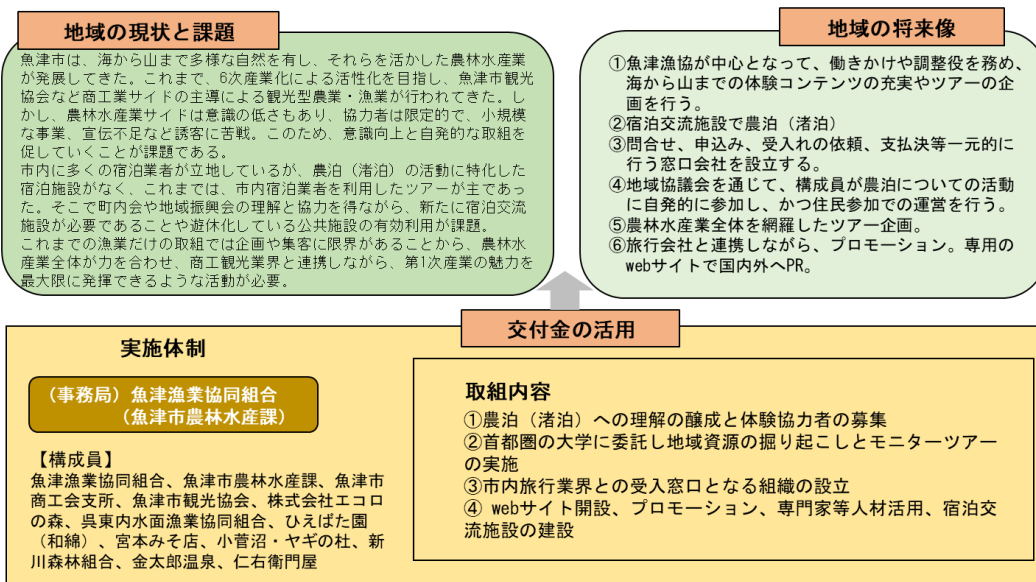 地域の現状と課題
魚津市は、海から山まで多様な自然を有し、それらを活かした農林水産業
が発展してきた。これまで、6次産業化による活性化を目指し、魚津市観光
協会など商工業サイドの主導による観光型農業・漁業が行われてきた。し
かし、農林水産業サイドは意識の低さもあり、協力者は限定的で、小規模
な事業、宣伝不足など誘客に苦戦。このため、意識向上と自発的な取組を
促していくことが課題である。
市内に多くの宿泊業者が立地しているが、農泊（渚泊）の活動に特化した
宿泊施設がなく、これまでは、市内宿泊業者を利用したツアーが主であっ
た。そこで町内会や地域振興会の理解と協力を得ながら、新たに宿泊交流
施設が必要であることや遊休化している公共施設の有効利用が課題。
これまでの漁業だけの取組では企画や集客に限界があることから、農林水
産業全体が力を合わせ、商工観光業界と連携しながら、第1次産業の魅力を
最大限に発揮できるような活動が必要。
地域の将来像
①魚津漁協が中心となって、働きかけや調整役を務め、
海から山までの体験コンテンツの充実やツアーの企
画を行う。
②宿泊交流施設で農泊（渚泊）
③問合せ、申込み、受入れの依頼、支払決等一元的に
行う窓口会社を設立する。
④地域協議会を通じて、構成員が農泊についての活動
に自発的に参加し、かつ住民参加での運営を行う。
⑤農林水産業全体を網羅したツアー企画。
⑥旅行会社と連携しながら、プロモーション。専用の
webサイトで国内外へPR。
交付金の活用
実施体制
（事務局）魚津漁業協同組合
（魚津市農林水産課）
【構成員】
魚津漁業協同組合、魚津市農林水産課、魚津市
商工会支所、魚津市観光協会、株式会社エコロ
の森、呉東内水面漁業協同組合、ひえばた園
（和綿）、宮本みそ店、小菅沼・ヤギの杜、新
川森林組合、金太郎温泉、仁右衛門屋
取組内容
①農泊（渚泊）への理解の醸成と体験協力者の募集
②首都圏の大学に委託し地域資源の掘り起こしとモニターツアー
の実施
③市内旅行業界との受入窓口となる組織の設立
④ webサイト開設、プロモーション、専門家等人材活用、宿泊交
流施設の建設